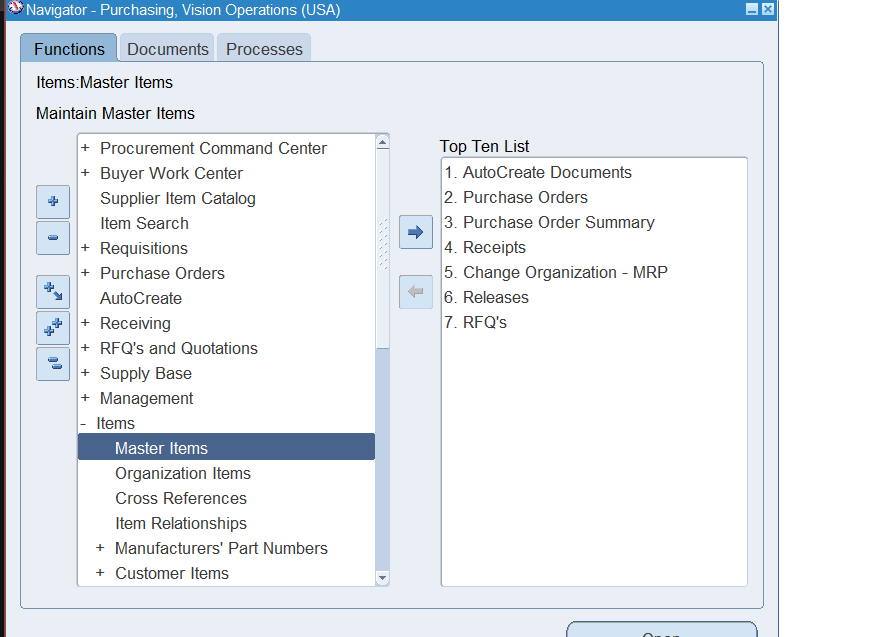 Navigator - Purchasing, Vision Operations (USA)
Functions Documents Processes
Items:Master Items
Maintain Master Items
+ Procurement Command Center
+ Buyer Work Center
Supplier Item Catalog
Item Search
+ Requisitions
+ Purchase Orders
AutoCreate
+ Receiving
+ RFQ's and Quotations
+ Supply Base
+ Management
- Items
Master Items
Organization Items
Cross References
Item Relationships
+ Manufacturers' Part Numbers
+ Customer Items
Top Ten List
1. AutoCreate Documents
2. Purchase Orders
3. Purchase Order Summary
4. Receipts
5. Change Organization - MRP
6. Releases
7. RFQ's
Open